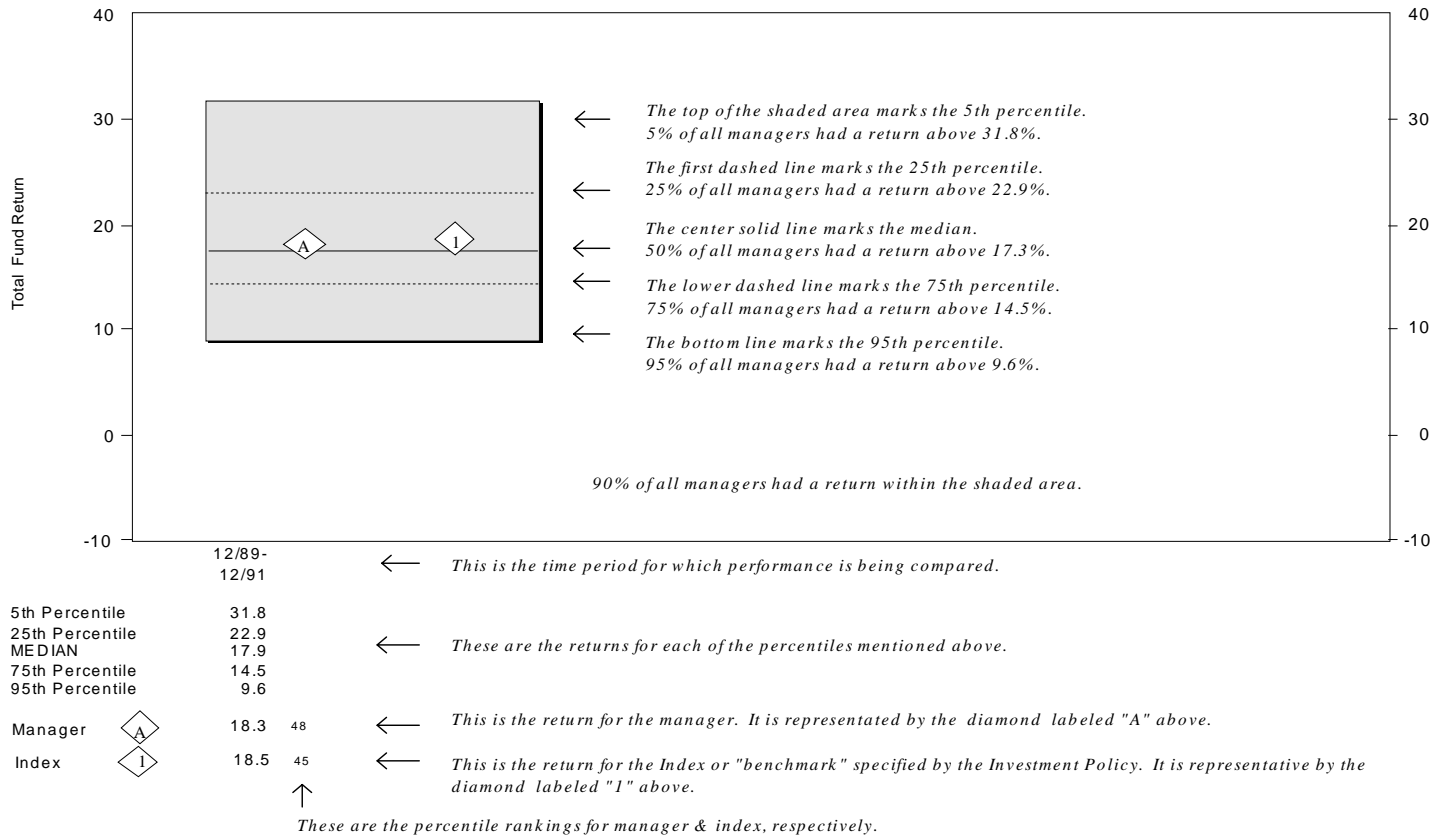 40
40
The top of the shaded area marks the 5th percentile.
30
30
5% of all managers had a return above 31.8%.
The first dashed line marks the 25th percentile.
25% of all managers had a return above 22.9%.
Total Fund Return
20
20
The center solid line marks the median.
A
1
50% of all managers had a return above 17.3%.
The lower dashed line marks the 75th percentile.
75% of all managers had a return above 14.5%.
10
10
The bottom line marks the 95th percentile.
95% of all managers had a return above 9.6%.
0
0
90% of all managers had a return within the shaded area.
-10
-10
12/89-
12/91
This is the time period for which performance is being compared.
5th Percentile 31.8
25th Percentile 22.9
MEDIAN 17.9
These are the returns for each of the percentiles mentioned above.
75th Percentile 14.5
95th Percentile 9.6
Manager A 18.3 48
This is the return for the manager. It is representated by the diamond labeled "A" above.
Index 1 18.5 45
This is the return for the Index or "benchmark" specified by the Investment Policy. It is representative by the
diamond labeled "1" above.
These are the percentile rankings for manager & index, respectively.